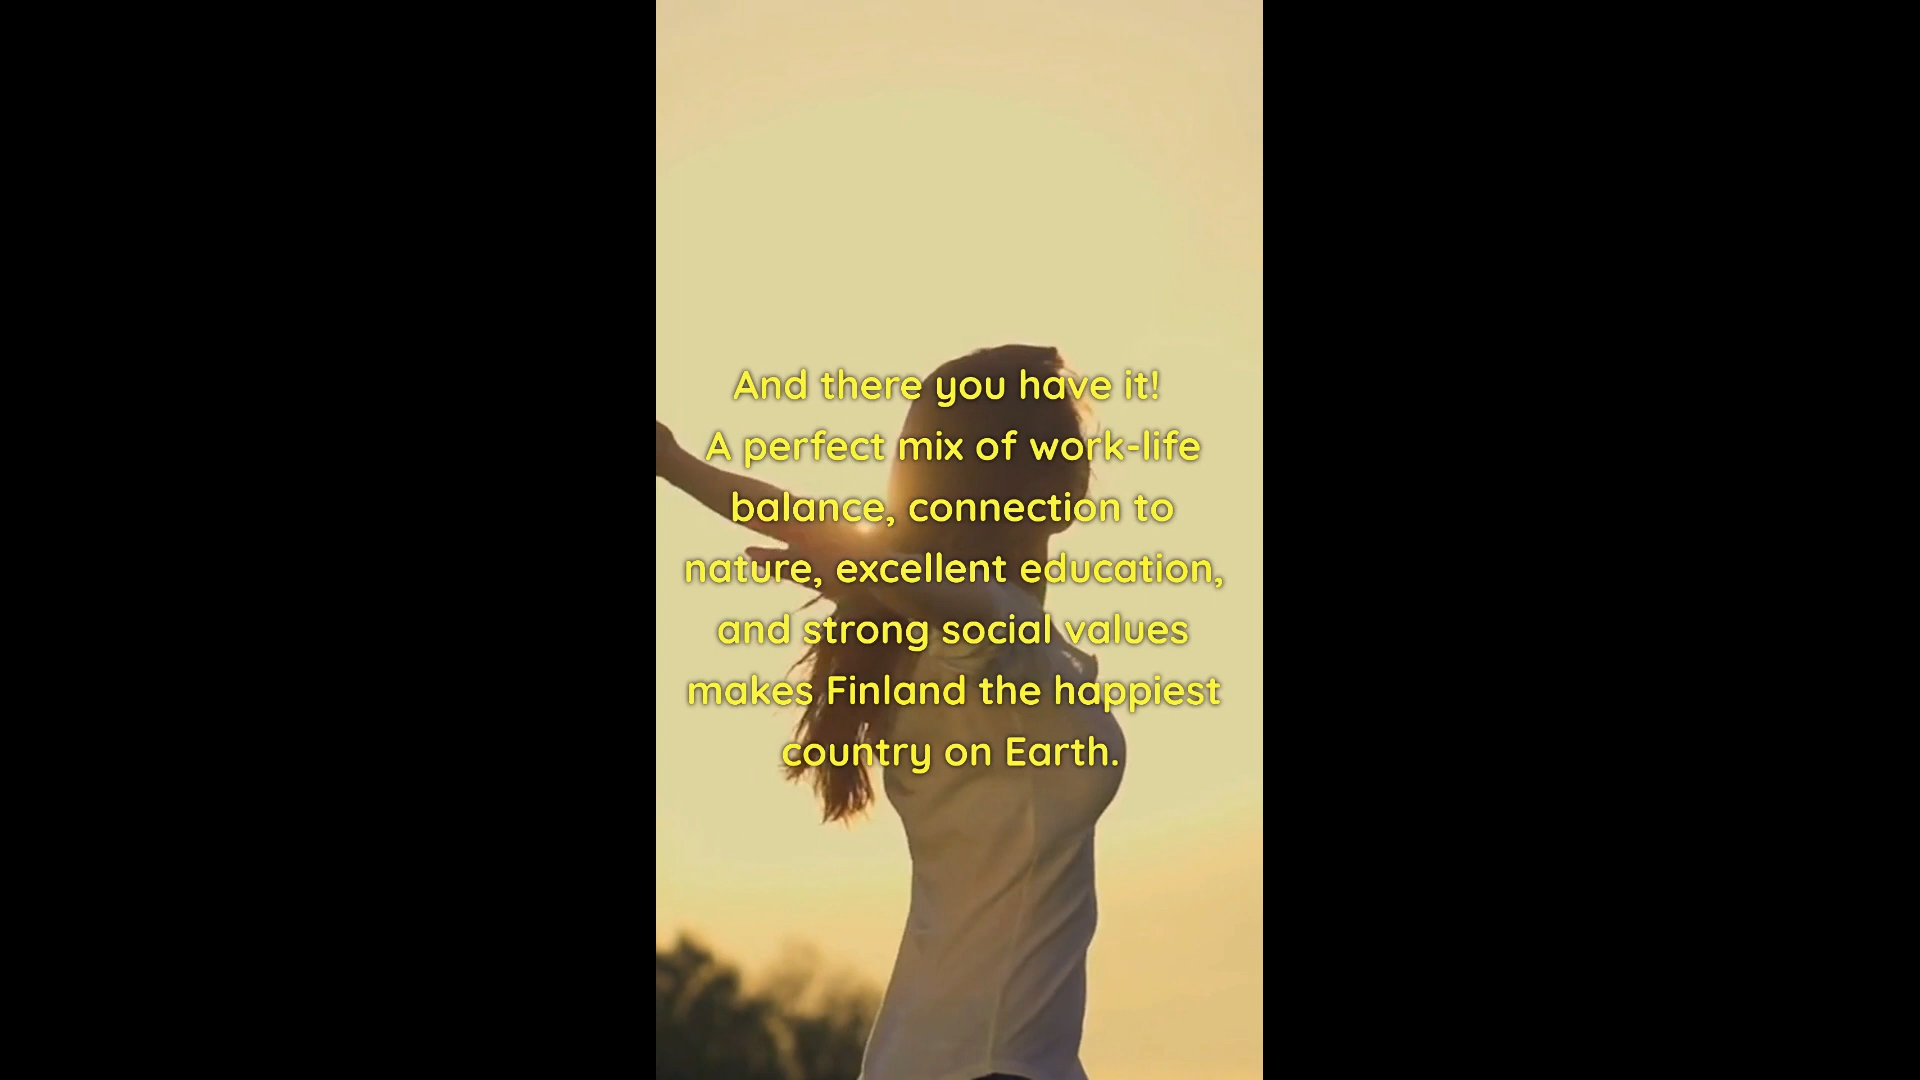 And there you have it!
A perfect mix of work-life
balance, connection to
nature, excellent education,
and strong social values
makes Finland the happiest
country on Earth.